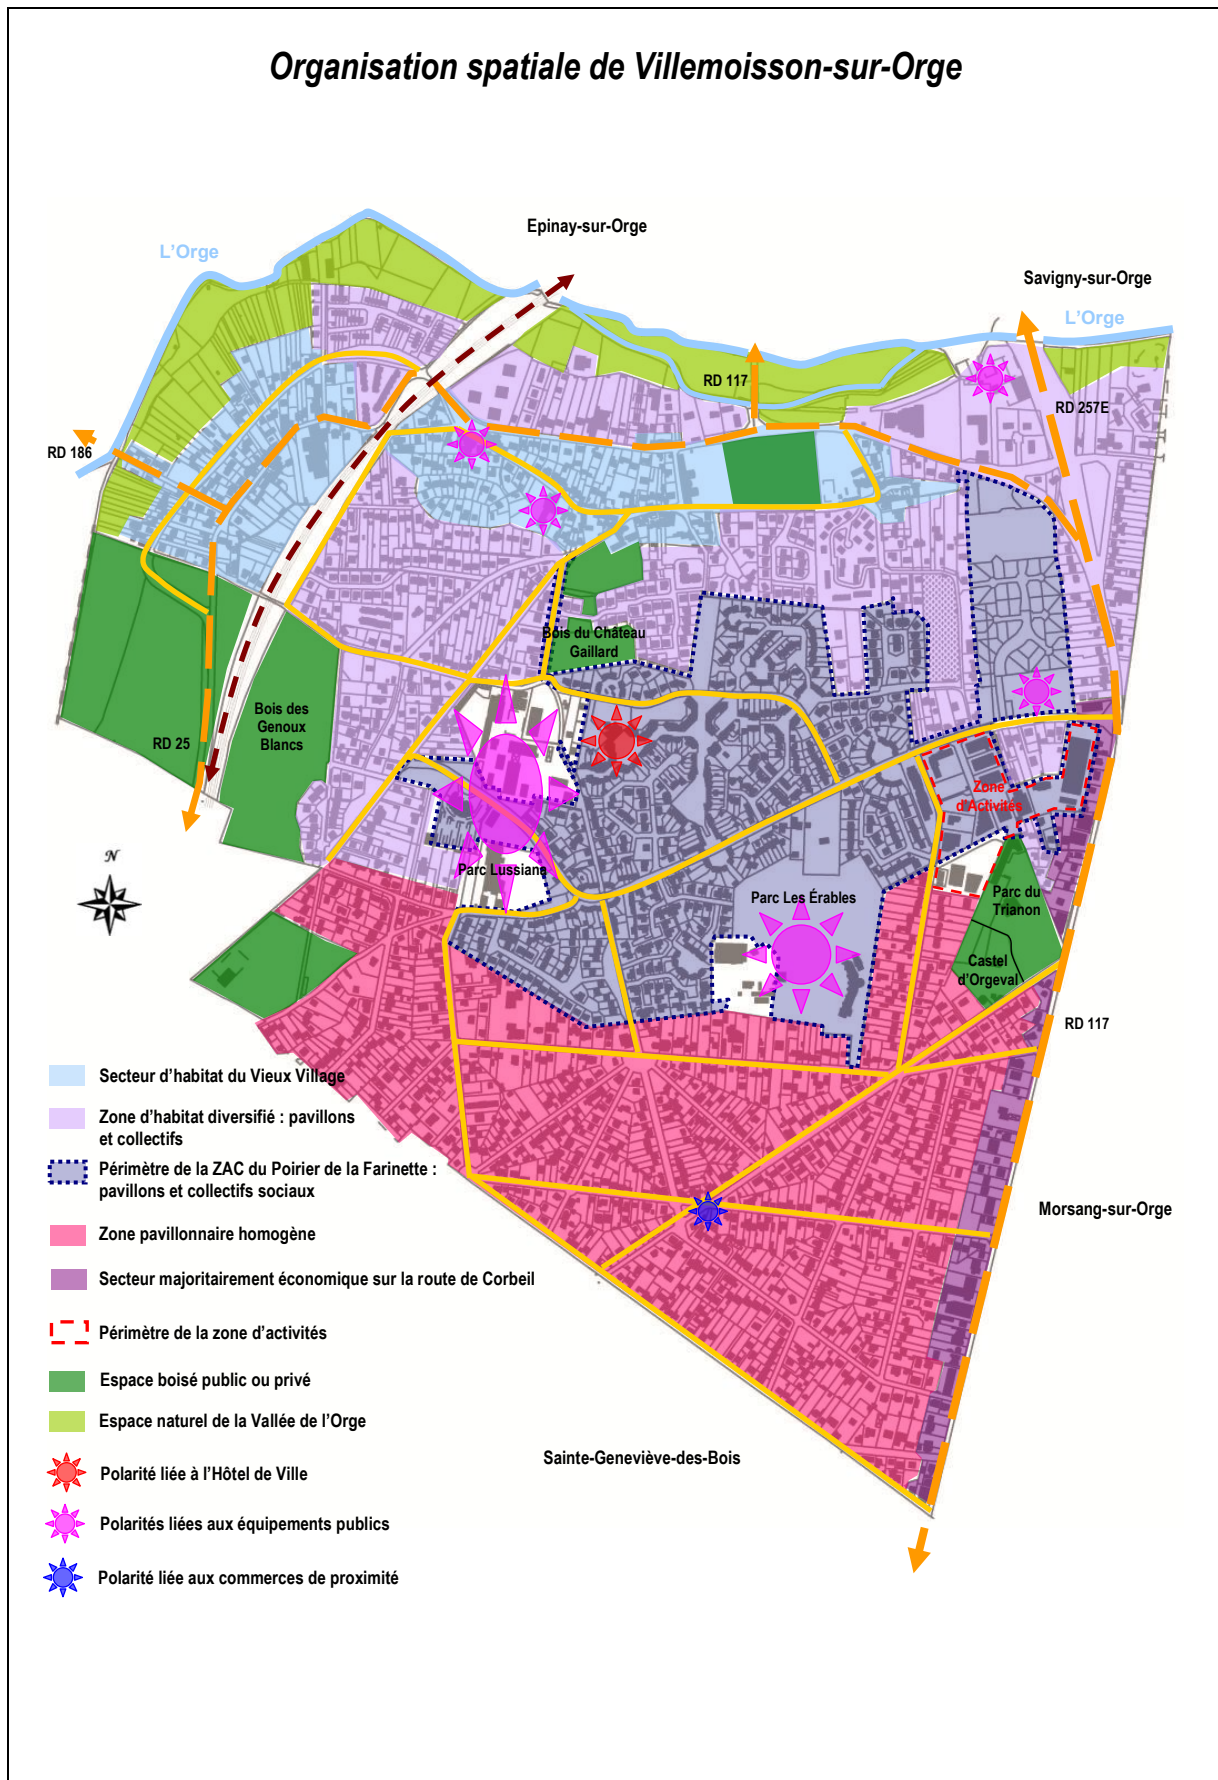 Organisation spatiale de Villemoisson-sur-Orge
Epinay-sur-Orge
L'Orge
Savigny-sur-Orge
L'Orge
RD 117
RD 257E
RD 186
Bois du Château
Gaillard
Bois des
Genoux
Blancs
RD 25
Zone
d'Activités
Parc Lussiane
Parc Les Érables
Parc du
Trianon
Castel
d'Orgeval
N
RD 117
Morsang-sur-Orge
Sainte-Geneviève-des-Bois
Secteur d'habitat du Vieux Village
Zone d'habitat diversifié : pavillons
et collectifs
Périmètre de la ZAC du Poirier de la Farinette :
pavillons et collectifs sociaux
Zone pavillonnaire homogène
Secteur majoritairement économique sur la route de Corbeil
Périmètre de la zone d'activités
Espace boisé public ou privé
Espace naturel de la Vallée de l'Orge
Polarité liée à l'Hôtel de Ville
Polarités liées aux équipements publics
Polarité liée aux commerces de proximité